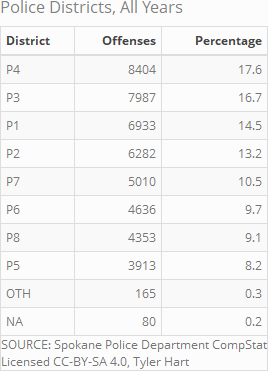 Police Districts, All Years
District Offenses Percentage
P4 8404 17.6
P3 7987 16.7
P1 6933 14.5
P2 6282 13.2
P7 5010 10.5
P6 4636 9.7
P8 4353 9.1
P5 3913 8.2
OTH 165 0.3
NA 80 0.2
SOURCE: Spokane Police Department CompStat
Licensed CC-BY-SA 4.0, Tyler Hart